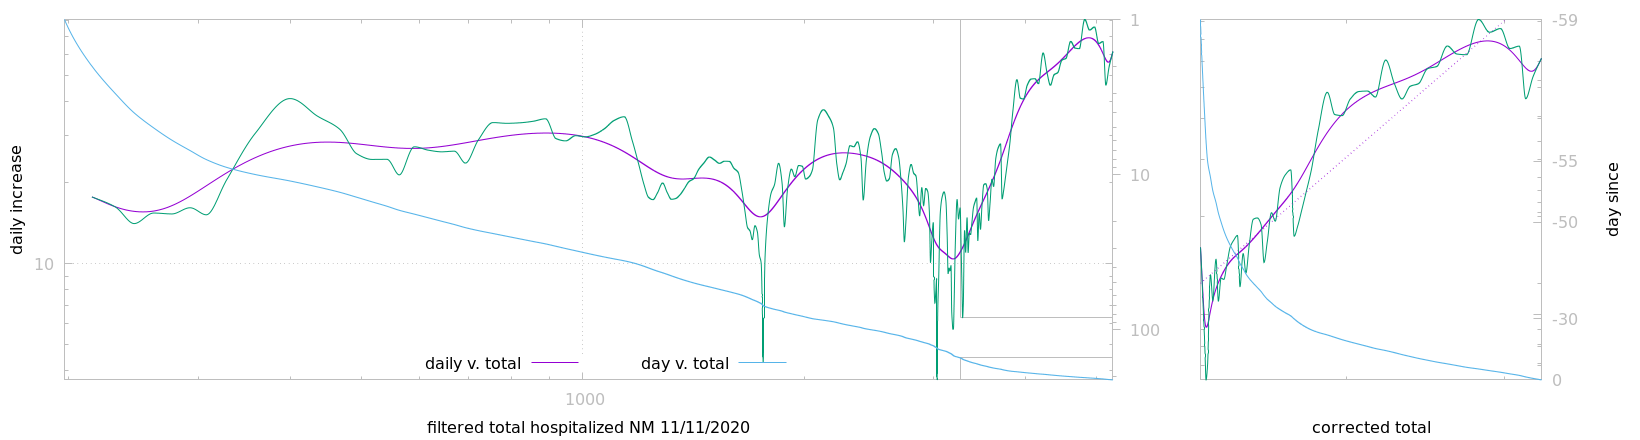 1
-59
daily increase
10
-55
day since
-50
10
-30
100
daily v. total
day v. total
0
1000
filtered total hospitalized NM 11/11/2020
corrected total